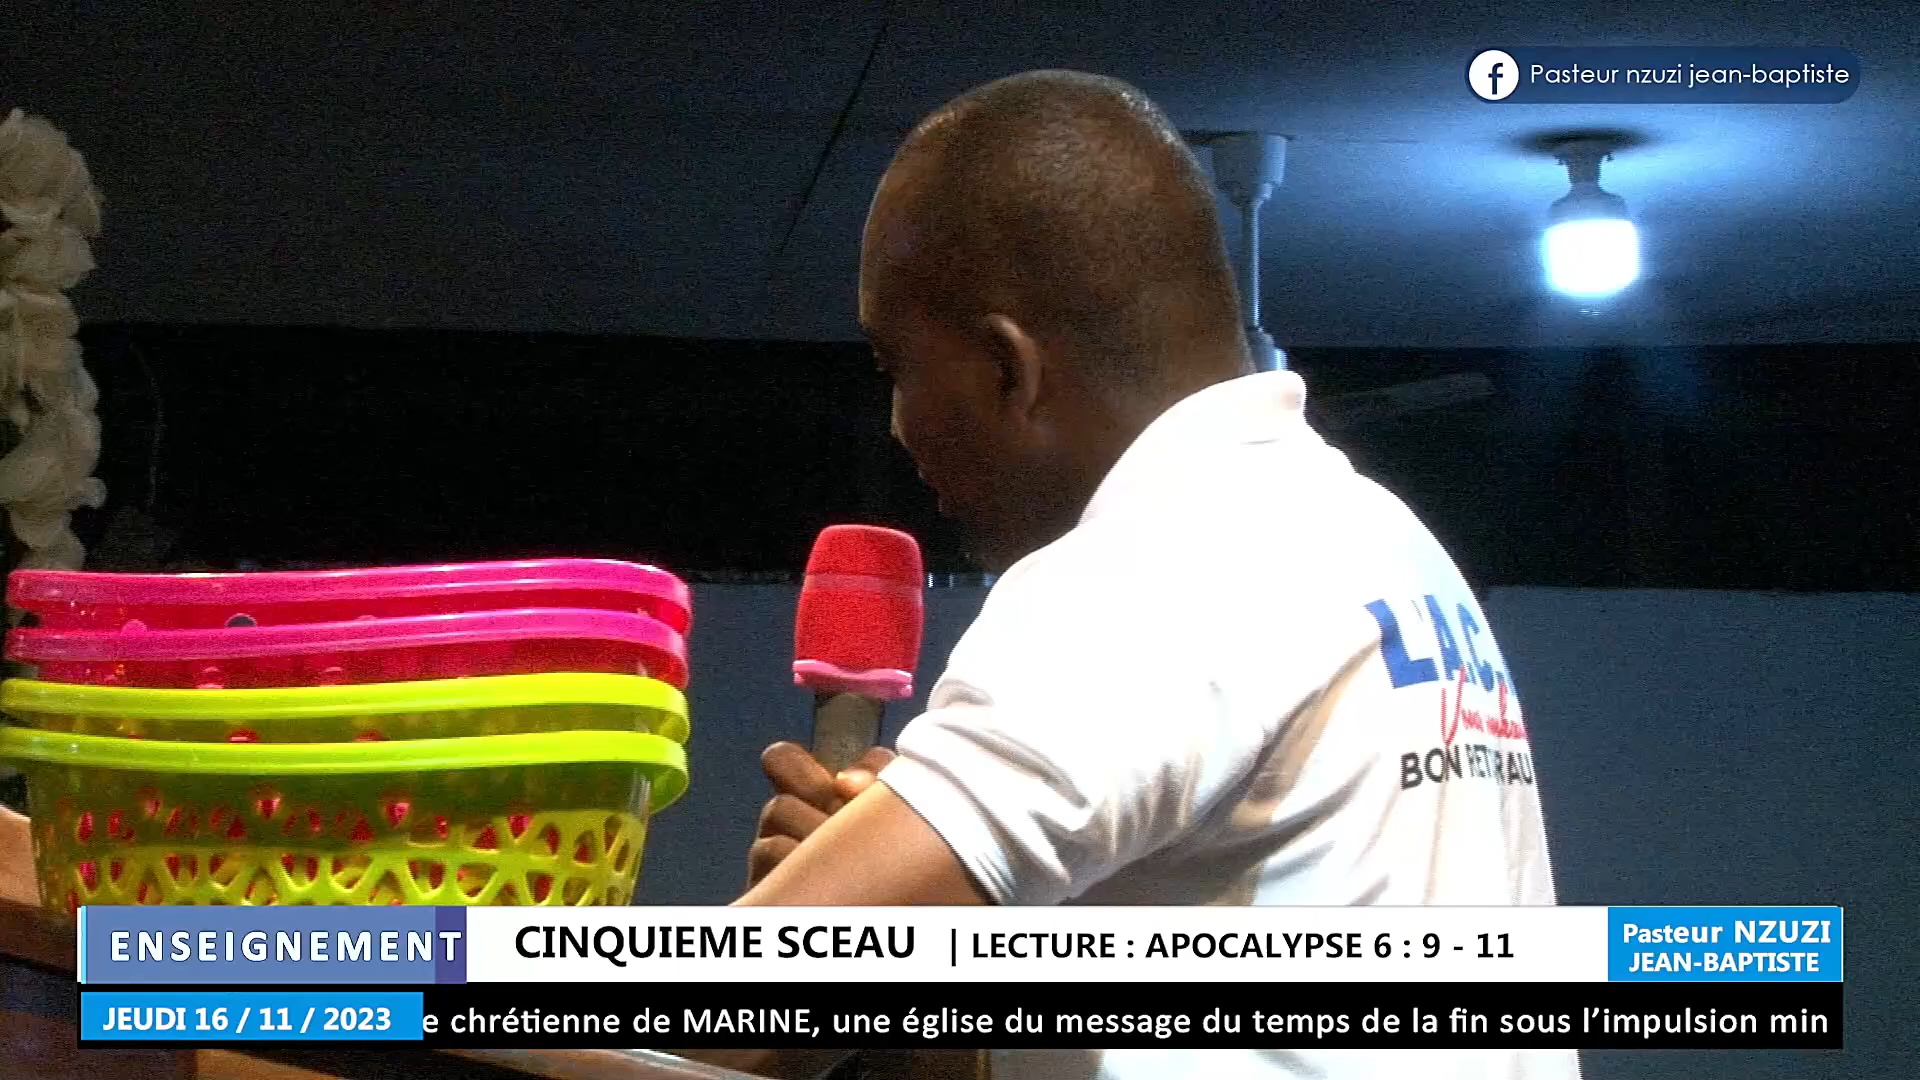 Pasteur nzuzi jean-baptiste
L'A.C.
BON RETRAU
ENSEIGNEMENT
CINQUIEME SCEAU | LECTURE : APOCALYPSE 6 : 9 - 11
Pasteur NZUZI
JEAN-BAPTISTE
JEUDI 16 / 11 / 2023
e chrétienne de MARINE, une église du message du temps de la fin sous l'impulsion min